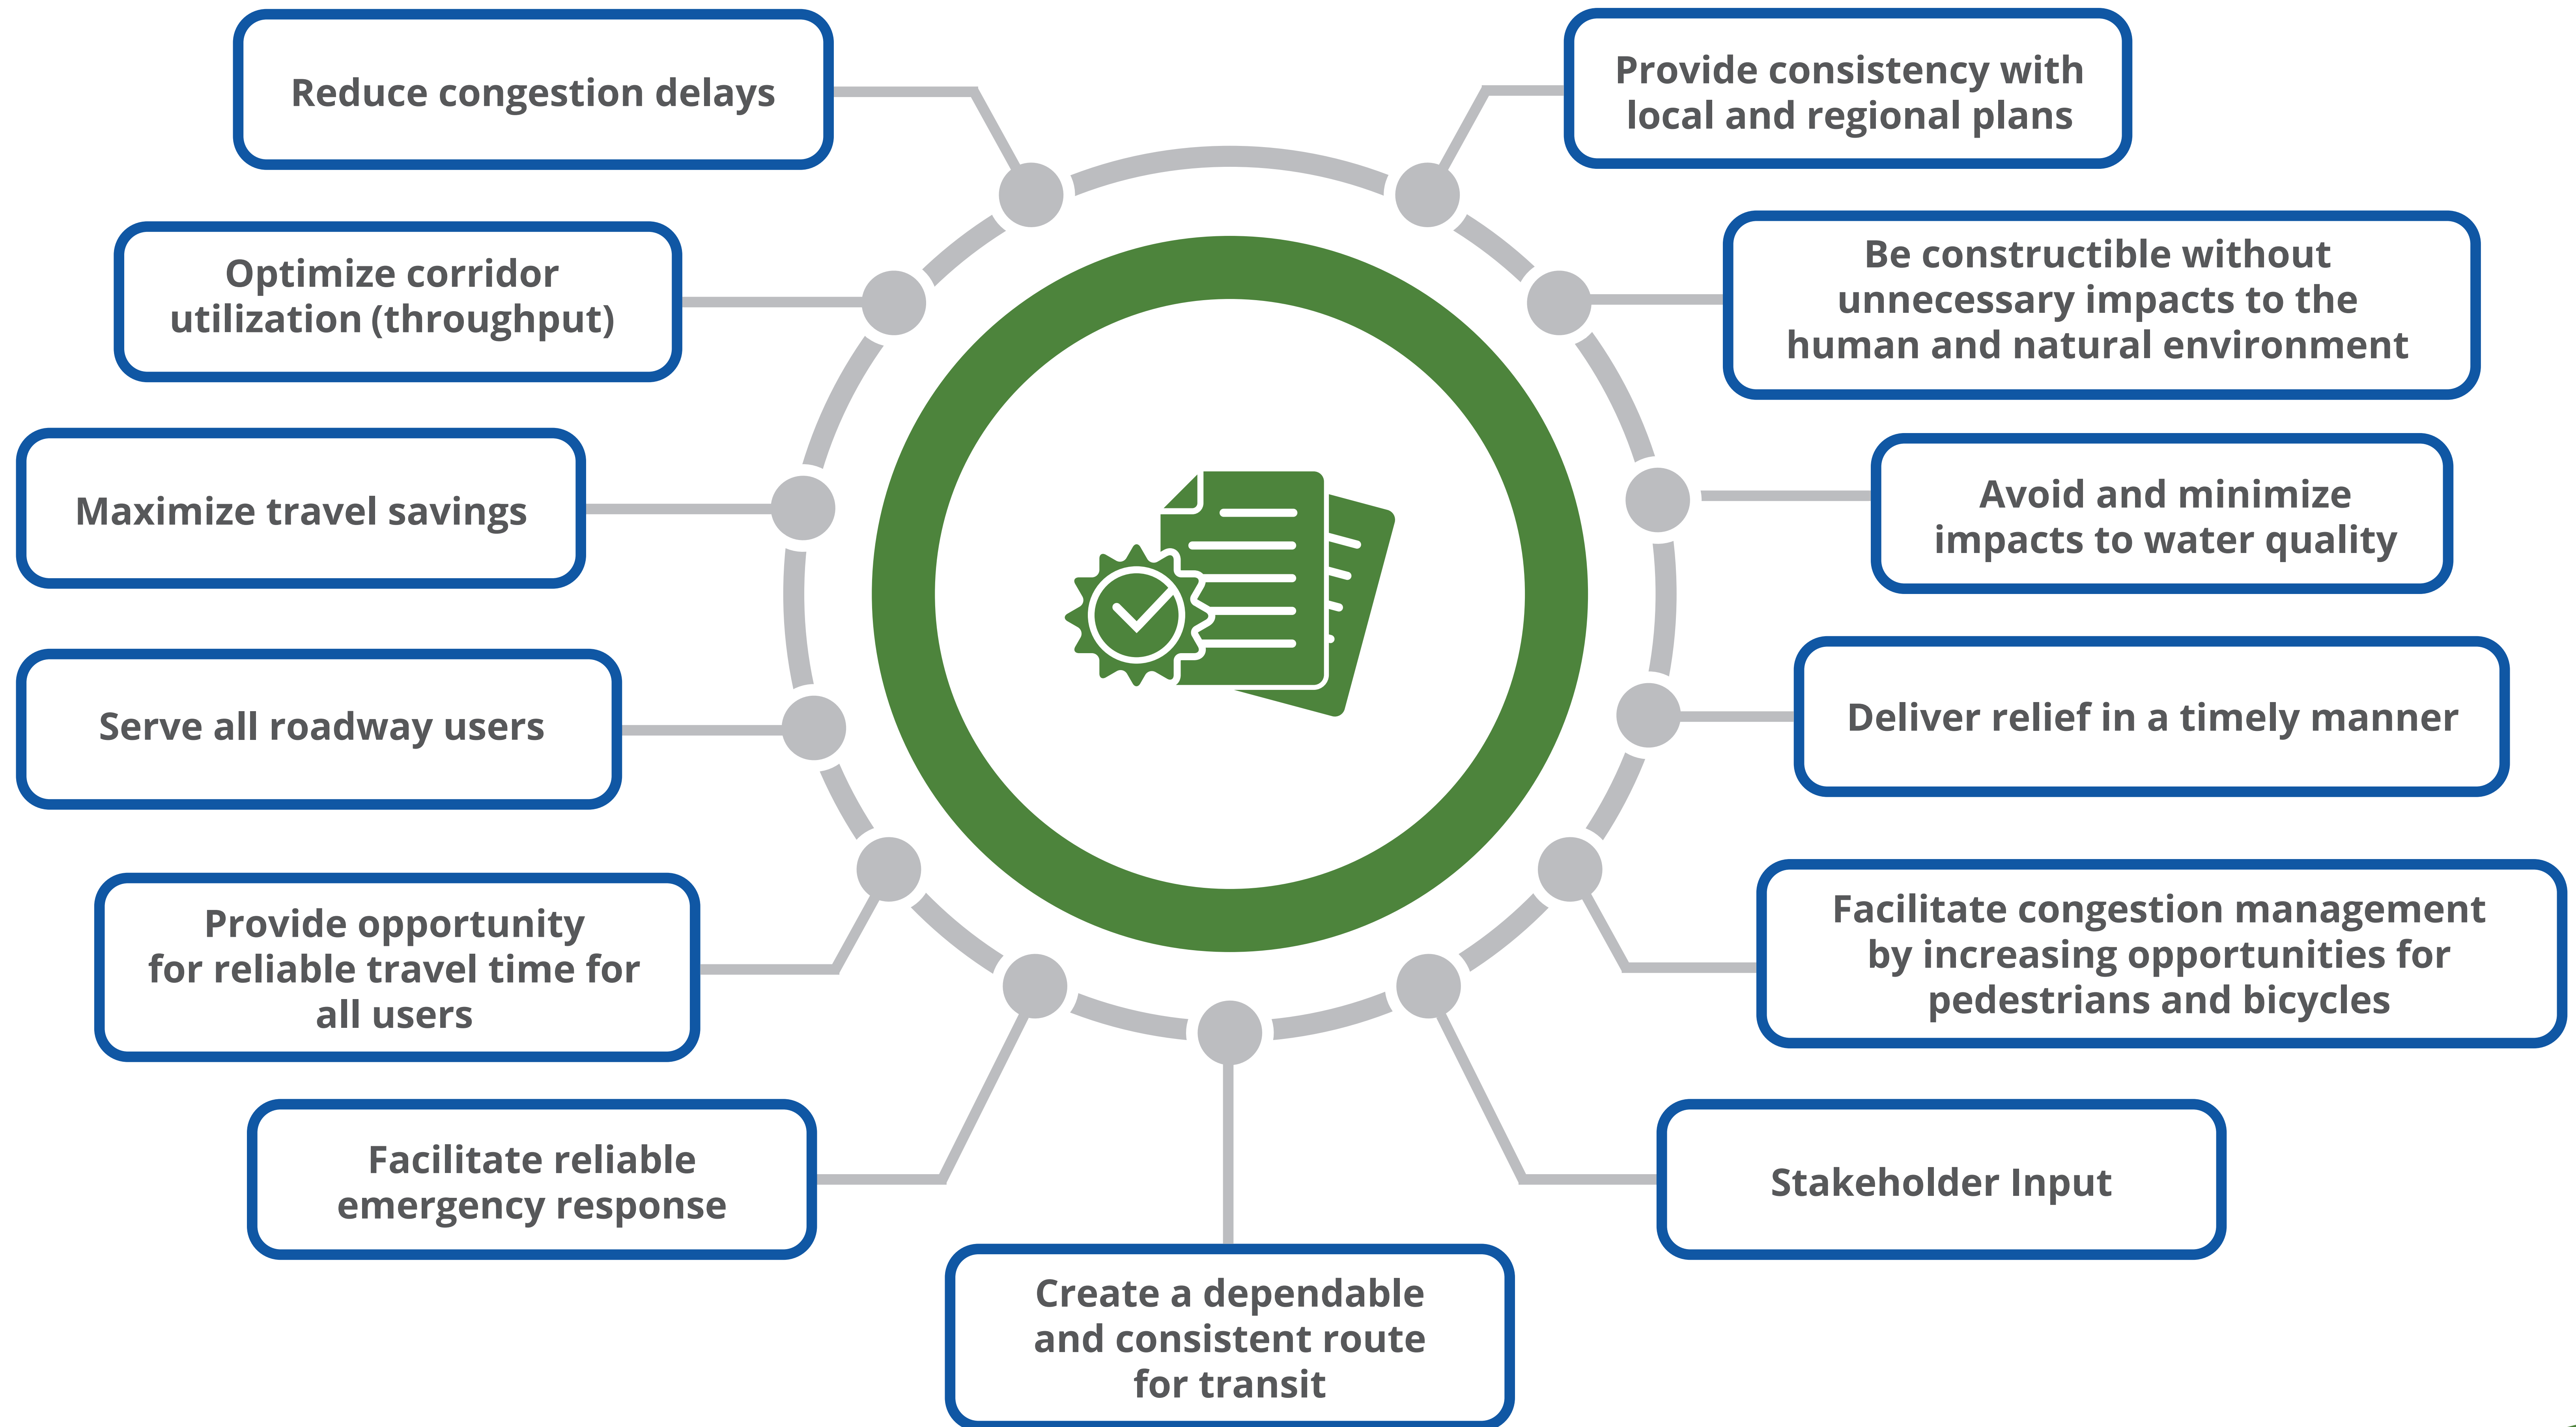 Reduce congestion delays
Optimize corridor
utilization (throughput)
Maximize travel savings
Serve all roadway users
Provide opportunity
for reliable travel time for
all users
Facilitate reliable
emergency response
Create a dependable
and consistent route
for transit
Provide consistency with
local and regional plans
Be constructible without
unnecessary impacts to the
human and natural environment
Avoid and minimize
impacts to water quality
Deliver relief in a timely manner
Facilitate congestion management
by increasing opportunities for
pedestrians and bicycles
Stakeholder Input